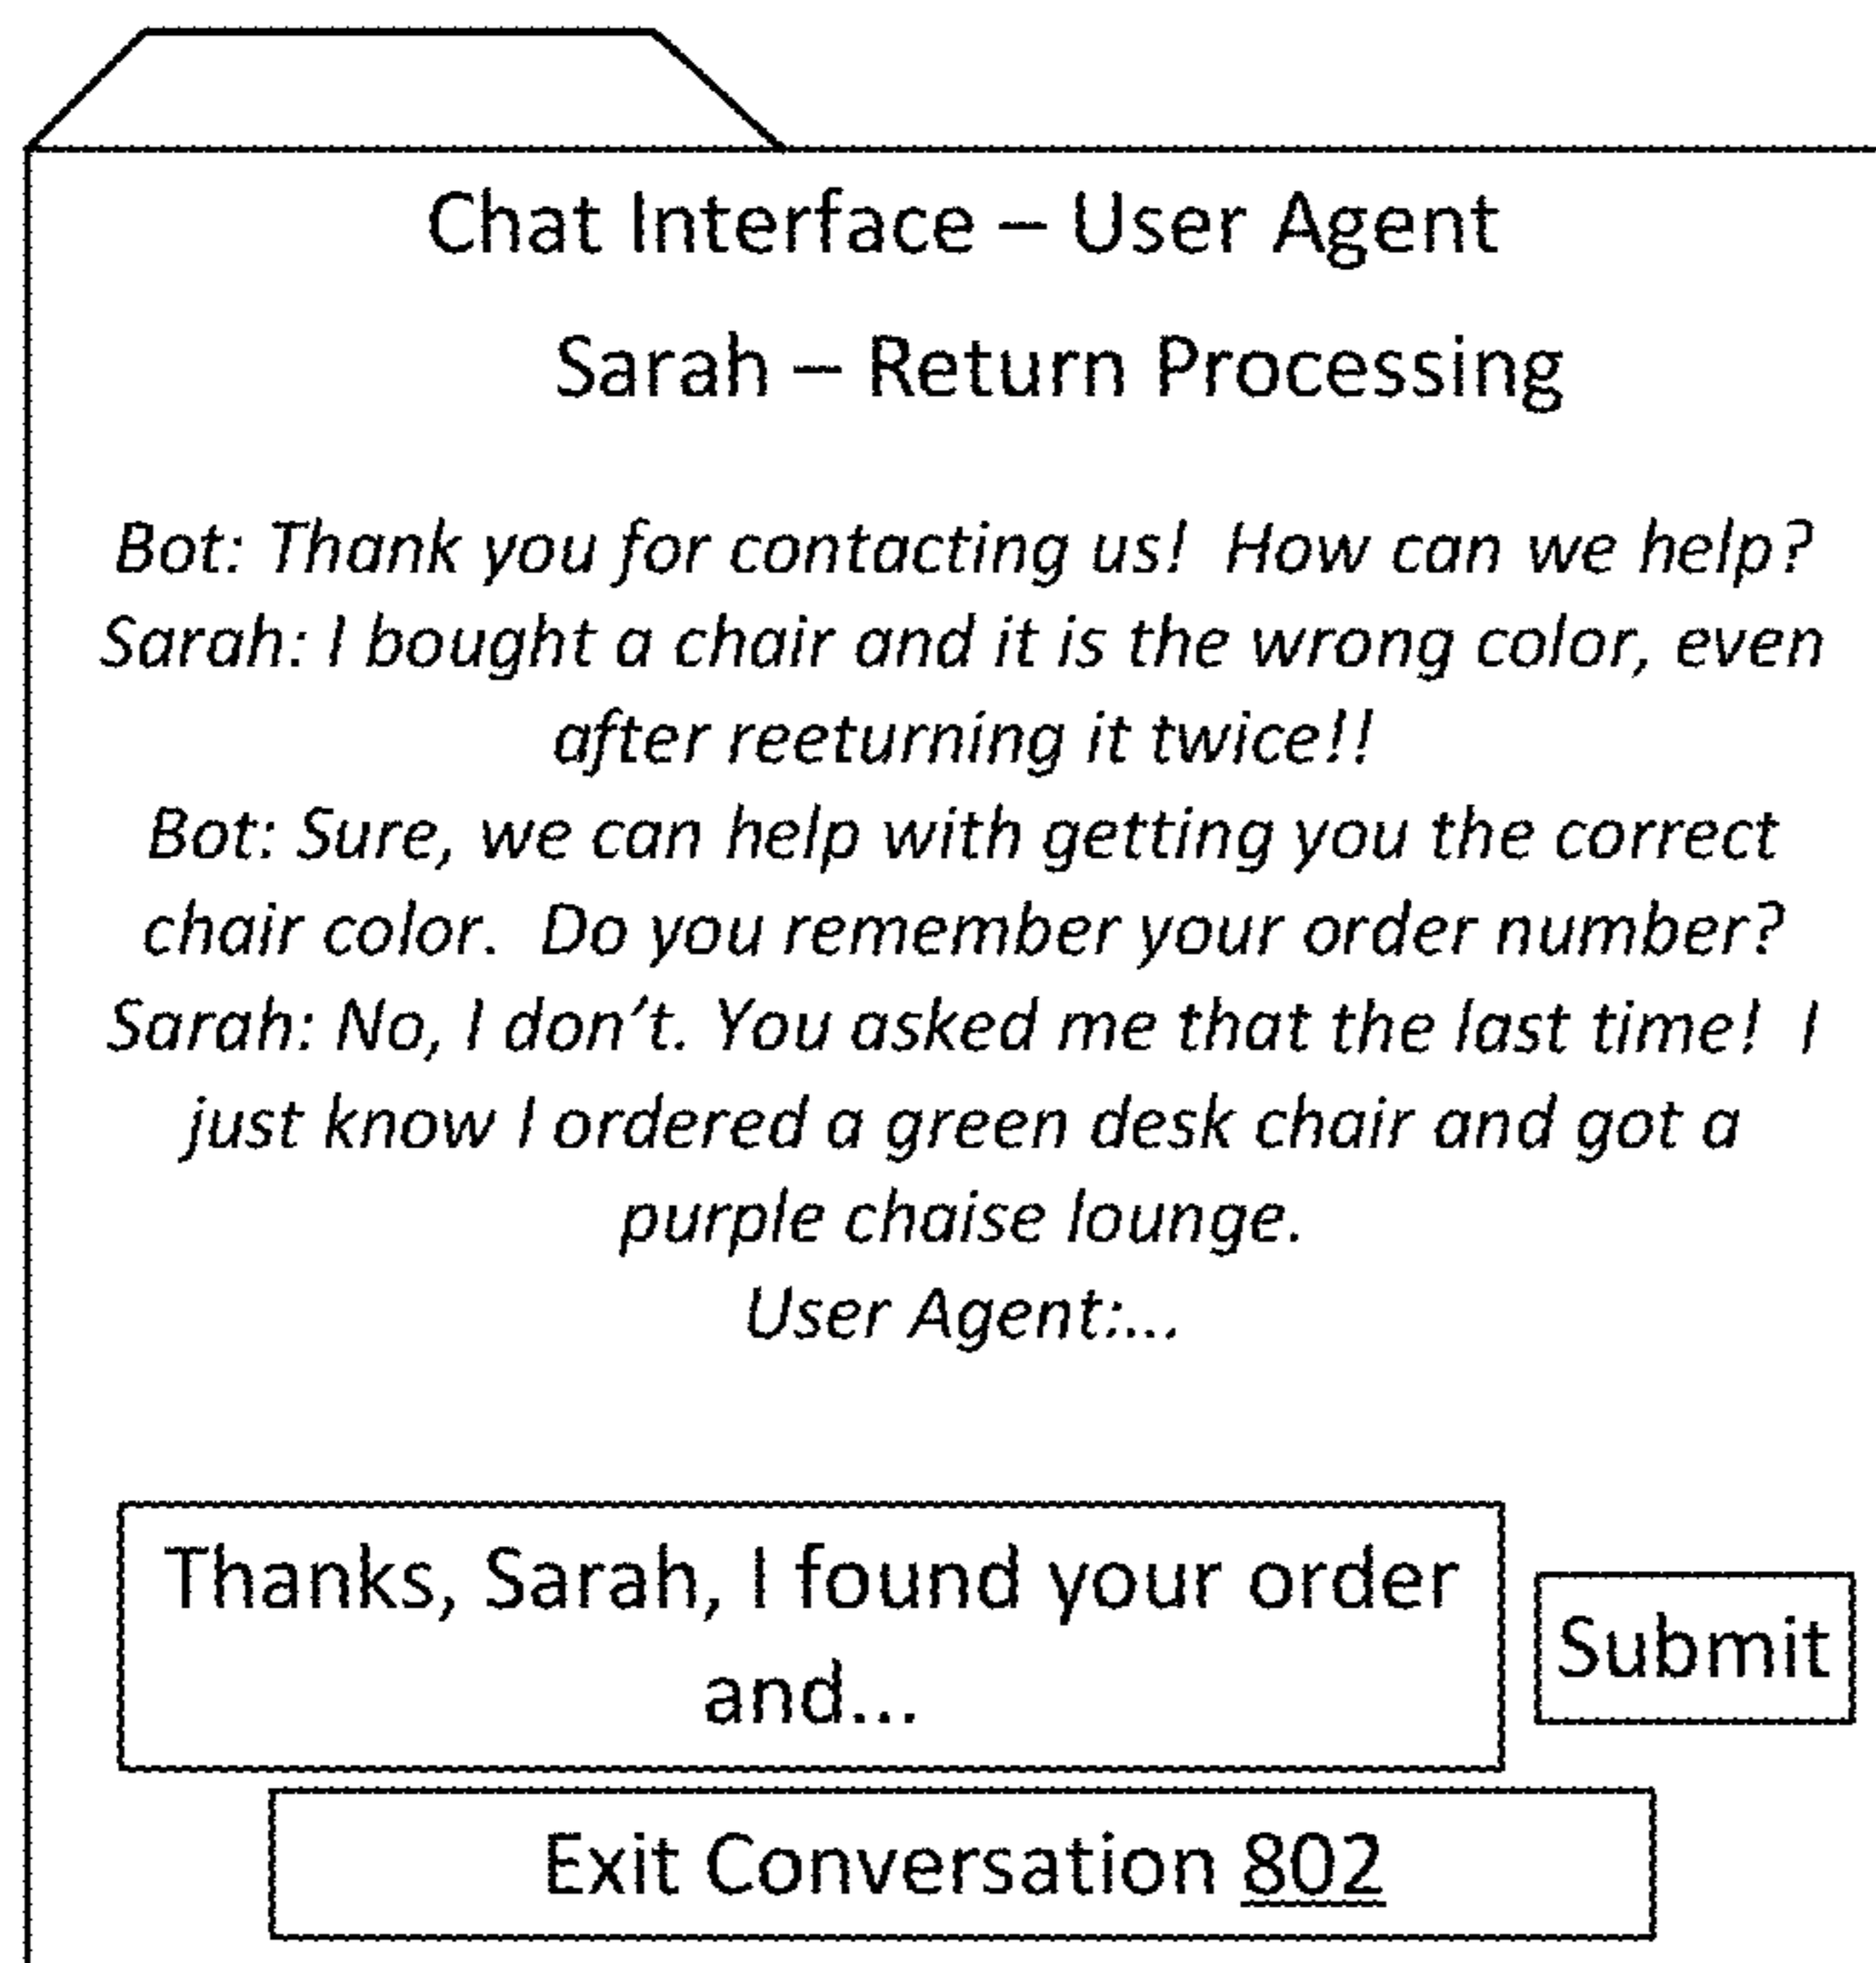 Chat Interface – User Agent
Sarah – Return Processing
Bot: Thank you for contacting us!  How can we help?
Sarah: I bought a chair and it is the wrong color, even
after reeturning it twice!!
Bot: Sure, we can help with getting you the correct
chair color.  Do you remember your order number?
Sarah: No, I don’t. You asked me that the last time!  I
just know I ordered a green desk chair and got a
purple chaise lounge.
User Agent:...
Thanks, Sarah, I found your order
and...
Submit
Exit Conversation 802